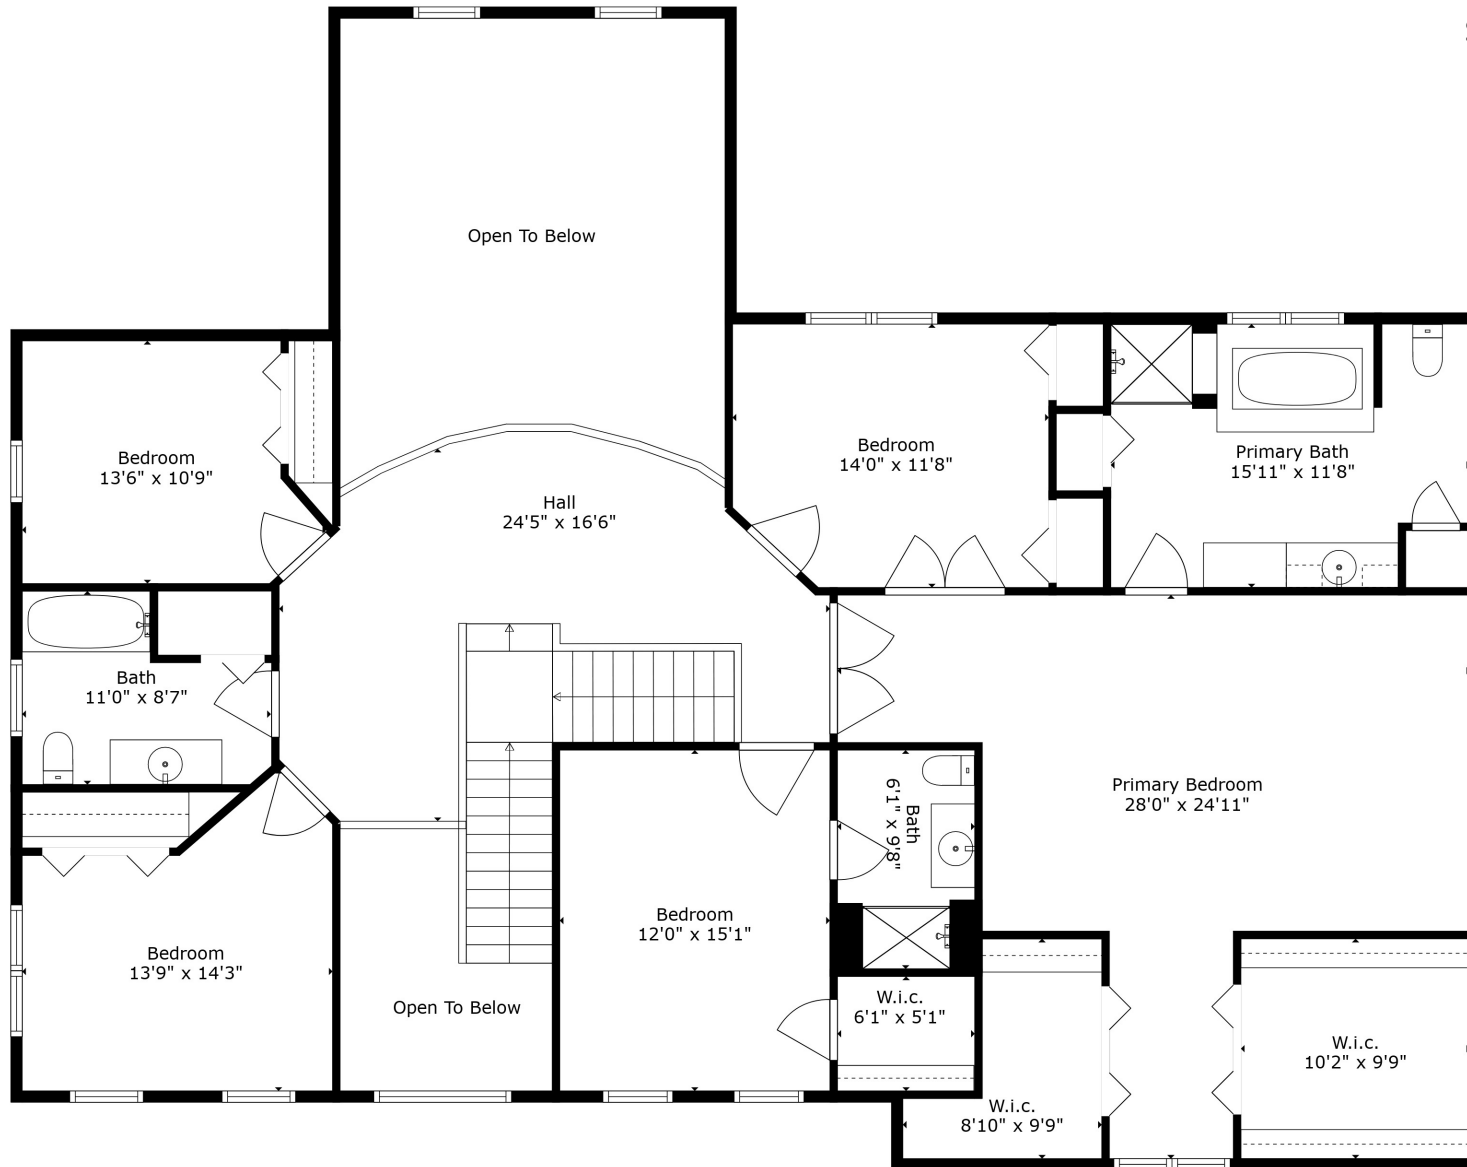 Open To Below
Bedroom
13'6" x 10'9"
Hall
24'5" x 16'6"
Bedroom
14'0" x 11'8"
Primary Bath
15'11" x 11'8"
Bath
11'0" x 8'7"
Primary Bedroom
28'0" x 24'11"
Bath
6'1" x 9'8"
Bedroom
12'0" x 15'1"
Bedroom
13'9" x 14'3"
Open To Below
W.i.c.
6'1" x 5'1"
W.i.c.
10'2" x 9'9"
W.i.c.
8'10" x 9'9"